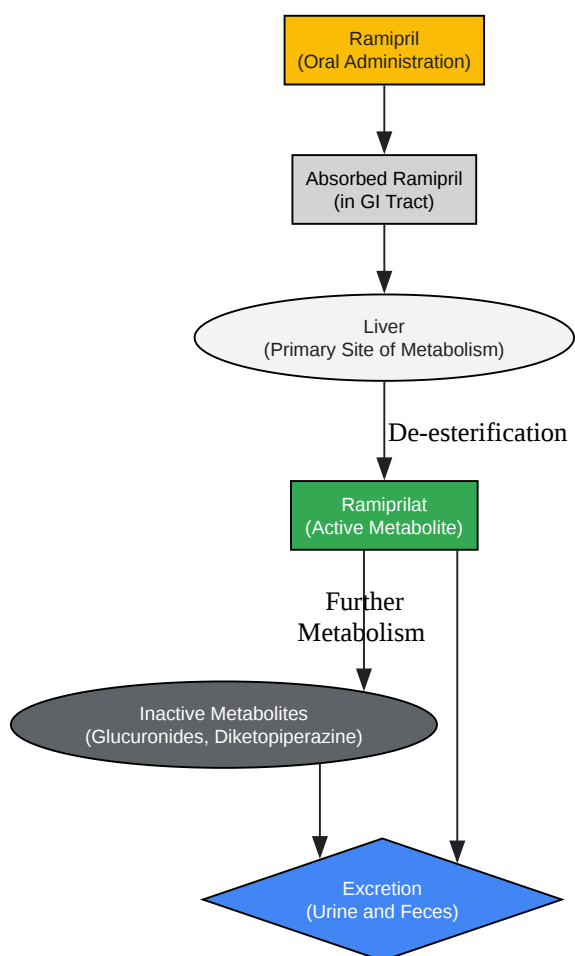 Ramipril
(Oral Administration)
Absorbed Ramipril
(in GI Tract)
Liver
(Primary Site of Metabolism)
De-esterification
Ramiprilat
(Active Metabolite)
Further
Metabolism
Inactive Metabolites
(Glucuronides, Diketopiperazine)
Excretion
(Urine and Feces)